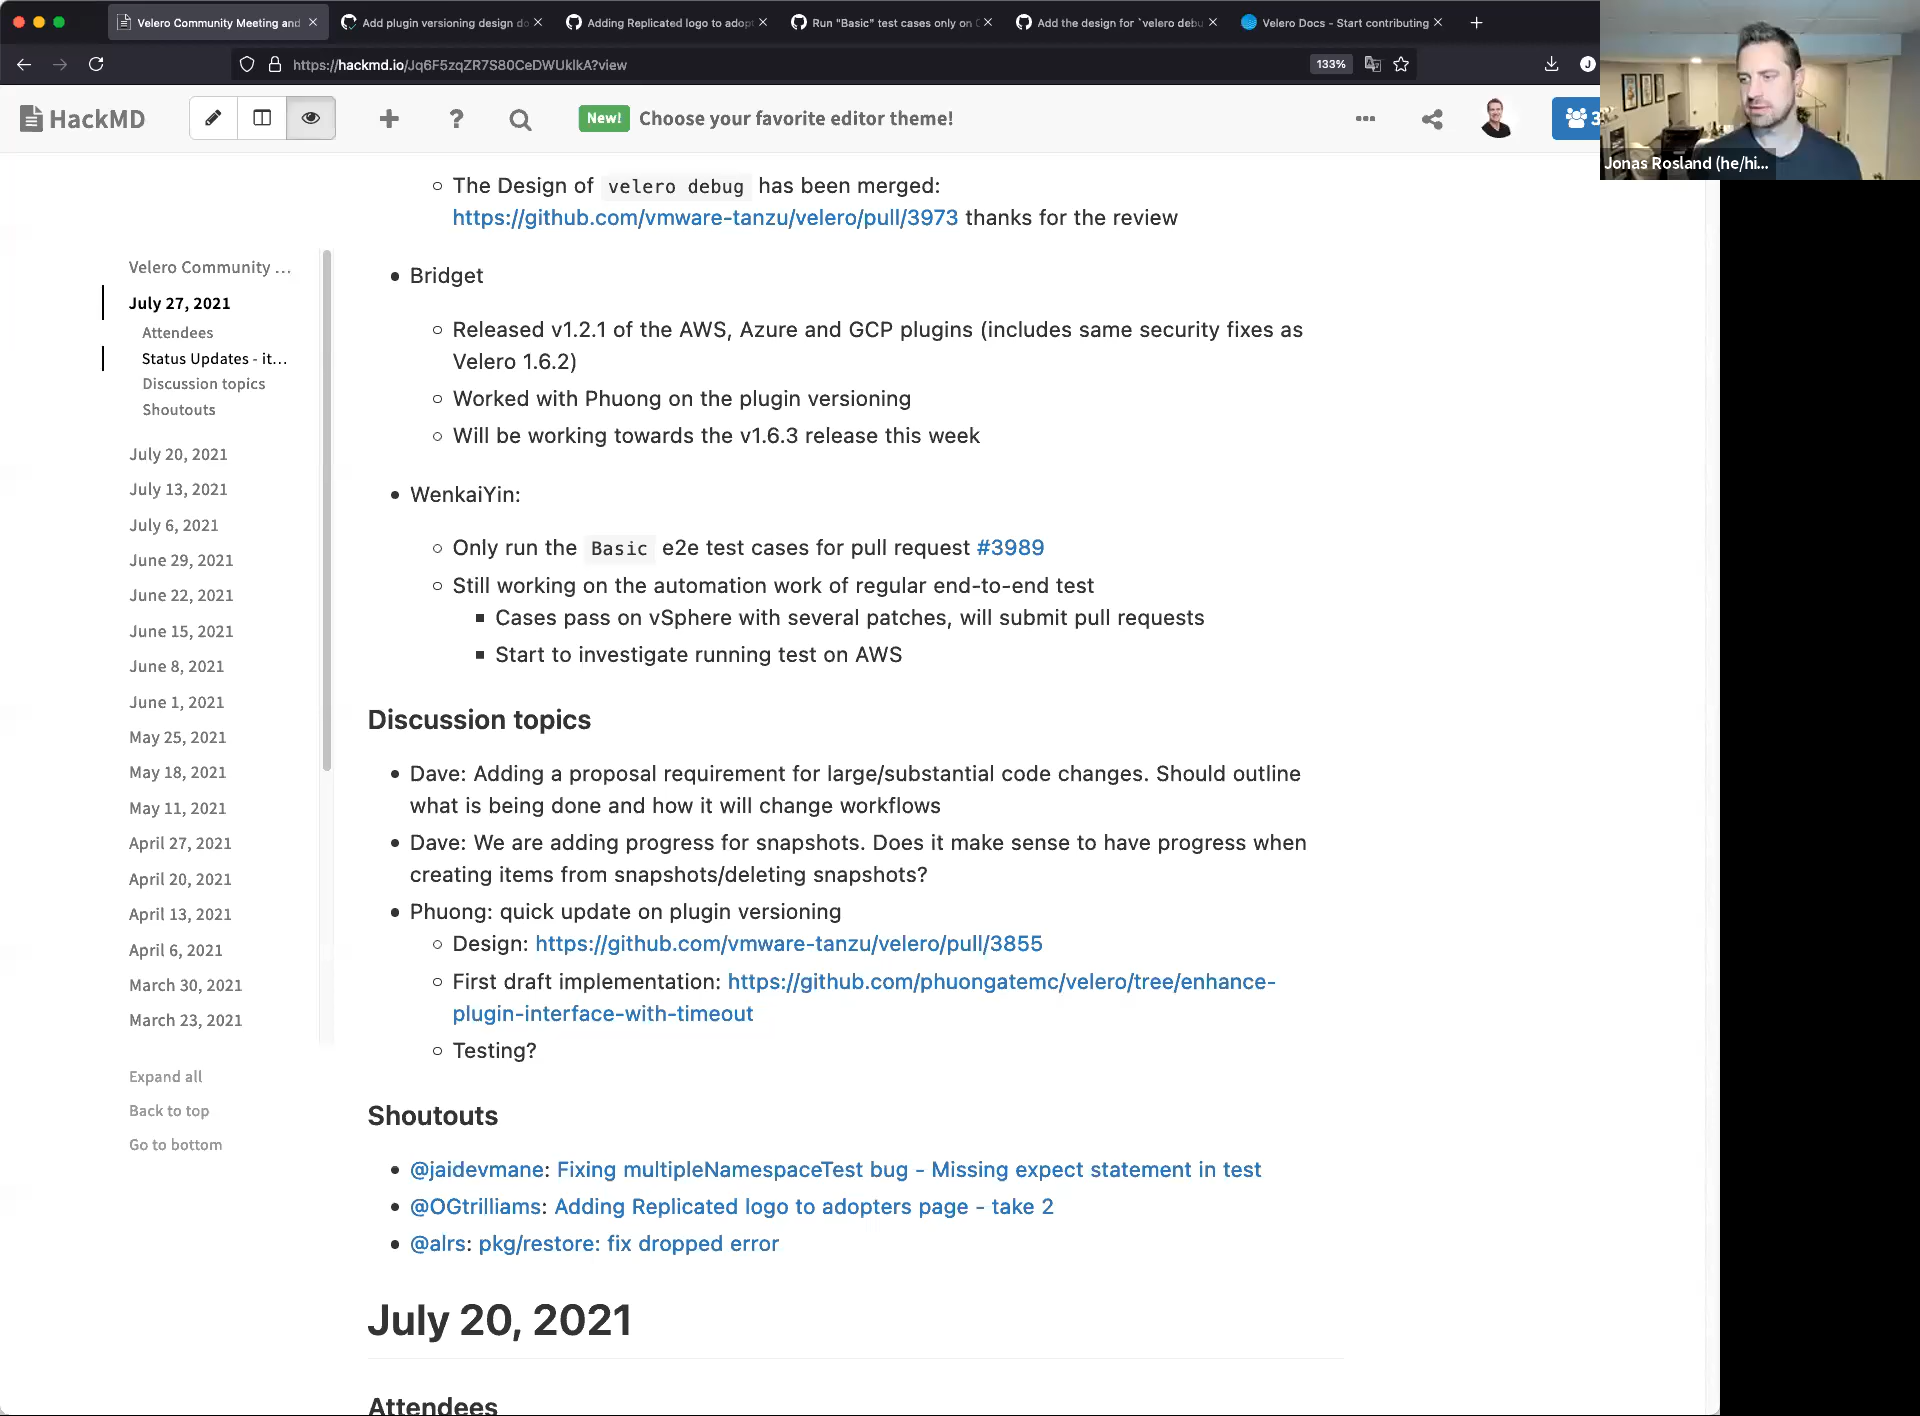 Velero Community Meeting and
Add plugin versioning design do
Adding Replicated logo to adopt
Run "Basic" test cases only on
Add the design for `velero debu
Velero Docs - Start contributing
https://hackmd.io/Jq6F5zqZR7S80CeDWUklkA?view
133%
J
HackMD
New! Choose your favorite editor theme!
3
Jonas Rosland (he/hi...
The Design of velero debug has been merged:
https://github.com/vmware-tanzu/velero/pull/3973 thanks for the review
Velero Community ...
July 27, 2021
Attendees
Status Updates - it...
Discussion topics
Shoutouts
July 20, 2021
July 13, 2021
July 6, 2021
June 29, 2021
June 22, 2021
June 15, 2021
June 8, 2021
June 1, 2021
May 25, 2021
May 18, 2021
May 11, 2021
April 27, 2021
April 20, 2021
April 13, 2021
April 6, 2021
March 30, 2021
March 23, 2021
Expand all
Back to top
Go to bottom
Bridget
Released v1.2.1 of the AWS, Azure and GCP plugins (includes same security fixes as
Velero 1.6.2)
Worked with Phuong on the plugin versioning
Will be working towards the v1.6.3 release this week
WenkaiYin:
Only run the Basic e2e test cases for pull request #3989
Still working on the automation work of regular end-to-end test
Cases pass on vSphere with several patches, will submit pull requests
Start to investigate running test on AWS
Discussion topics
Dave: Adding a proposal requirement for large/substantial code changes. Should outline
what is being done and how it will change workflows
Dave: We are adding progress for snapshots. Does it make sense to have progress when
creating items from snapshots/deleting snapshots?
Phuong: quick update on plugin versioning
Design: https://github.com/vmware-tanzu/velero/pull/3855
First draft implementation: https://github.com/phuongatemc/velero/tree/enhance-
plugin-interface-with-timeout
Testing?
Shoutouts
@jaidevmane: Fixing multipleNamespaceTest bug - Missing expect statement in test
@OGtrilliams: Adding Replicated logo to adopters page - take 2
@alrs: pkg/restore: fix dropped error
July 20, 2021
Attendees